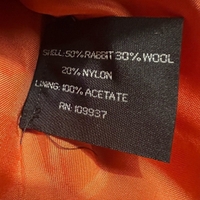 SHELL: 50% RABBIT 30% WOOL
20% NYLON
LINING: 100% ACETATE
RN: 109937